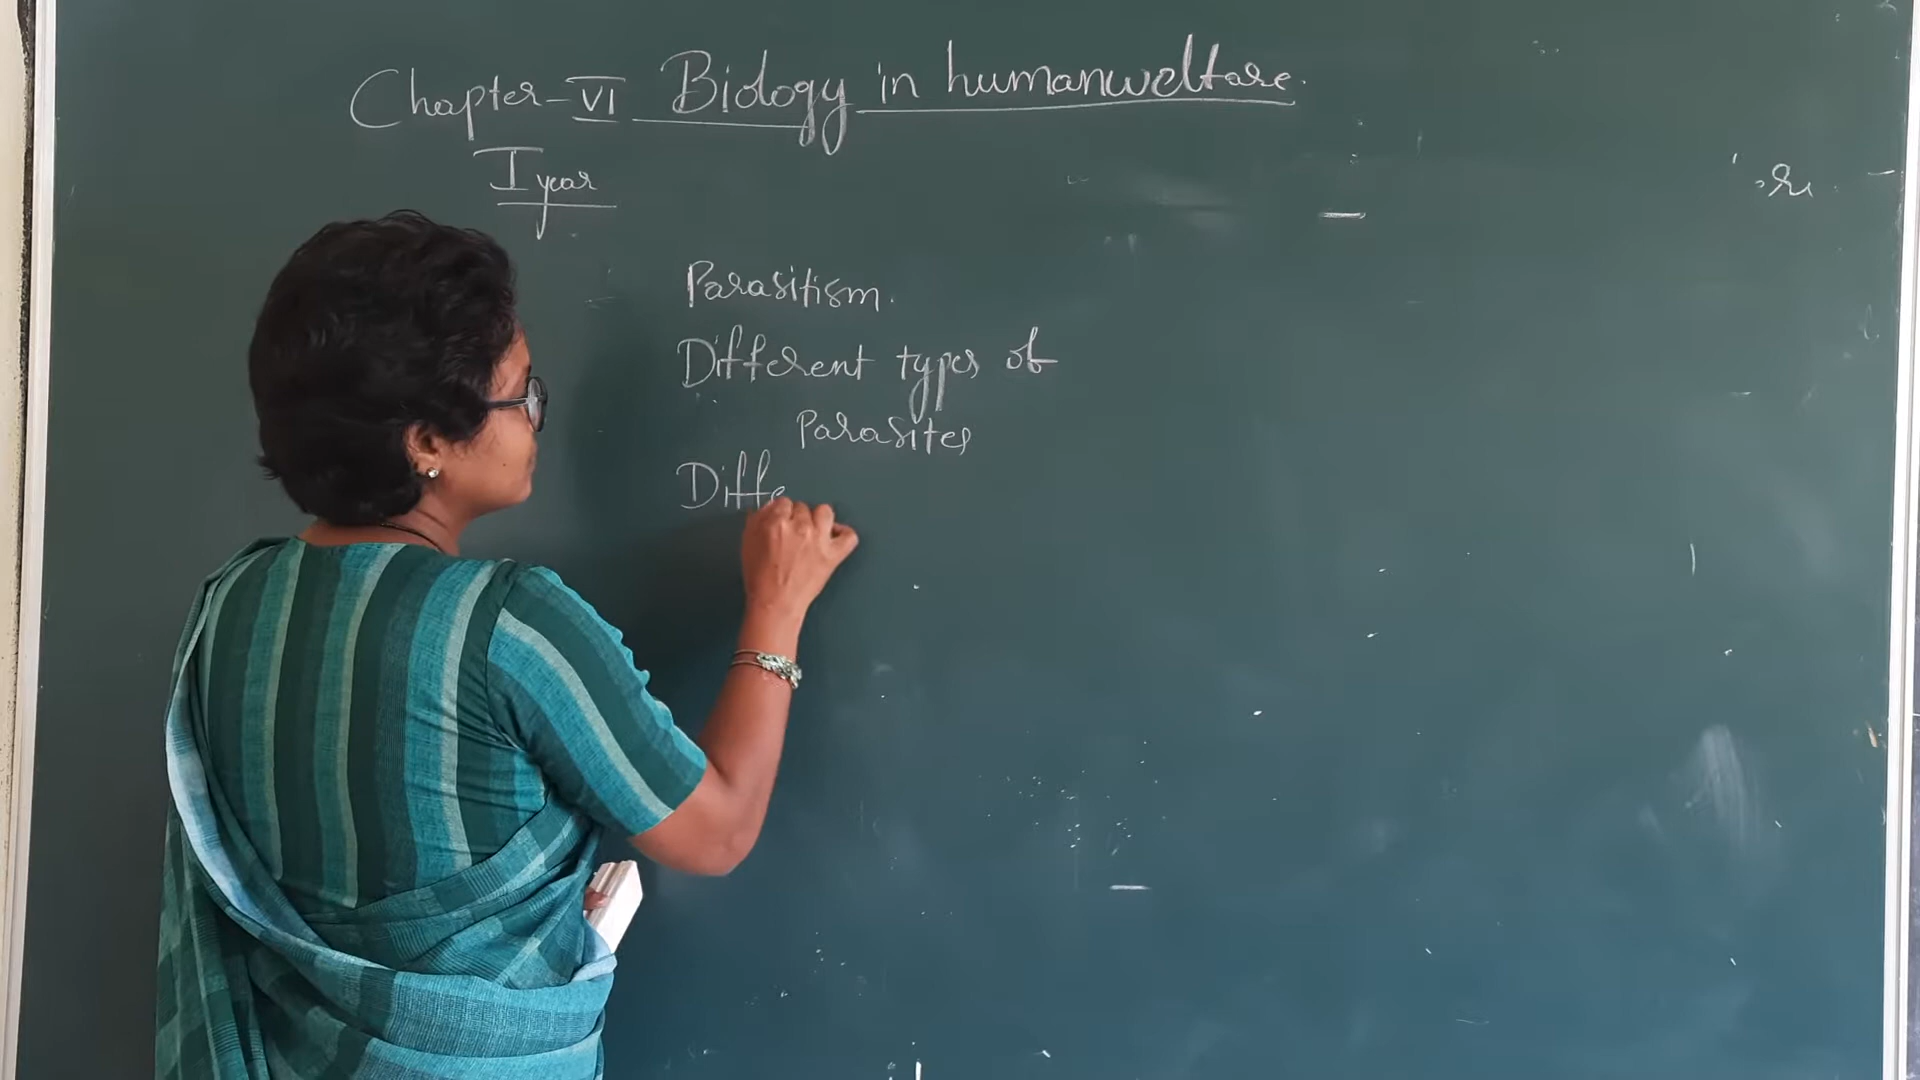 Chapter-VI Biology in humanwelfare.
I year
Parasitism.
Different types of
Parasites
Diffe